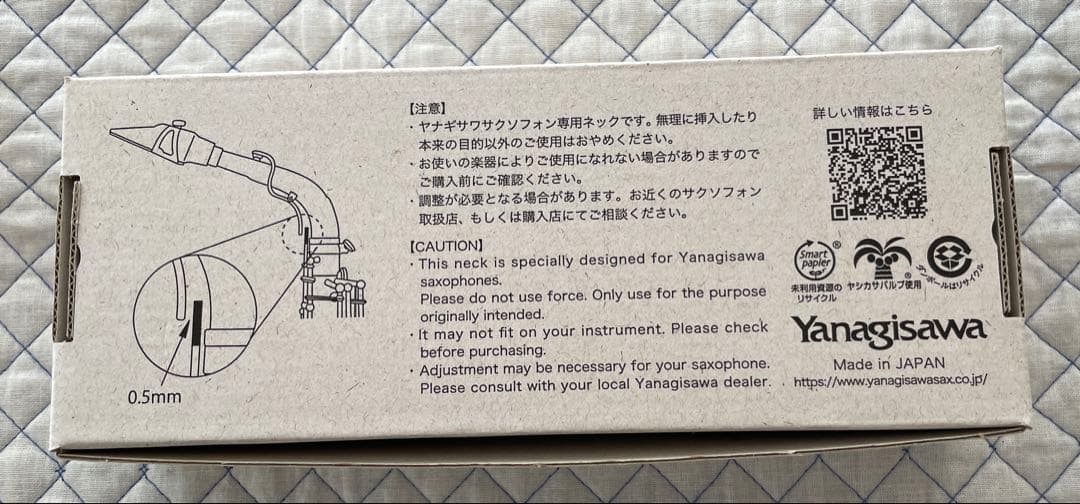 0.5mm
【注意】
・ヤナギサワサクソフォン専用ネックです。無理に挿入したり
本来の目的以外のご使用はおやめください。
・お使いの楽器によりご使用になれない場合がありますので
ご購入前にご確認ください。
・調整が必要となる場合があります。お近くのサクソフォン
取扱店、もしくは購入店にてご相談ください。
【CAUTION】
・This neck is specially designed for Yanagisawa
saxophones.
Please do not use force. Only use for the purpose
originally intended.
・It may not fit on your instrument. Please check
before purchasing.
・Adjustment may be necessary for your saxophone.
Please consult with your local Yanagisawa dealer.
詳しい情報はこちら
Smart
papier
®
未利用資源の
リサイクル
®
ヤシカサパルプ使用
ダンボールはリサイクル
Yanagisawa
Made in JAPAN
https://www.yanagisawasax.co.jp/